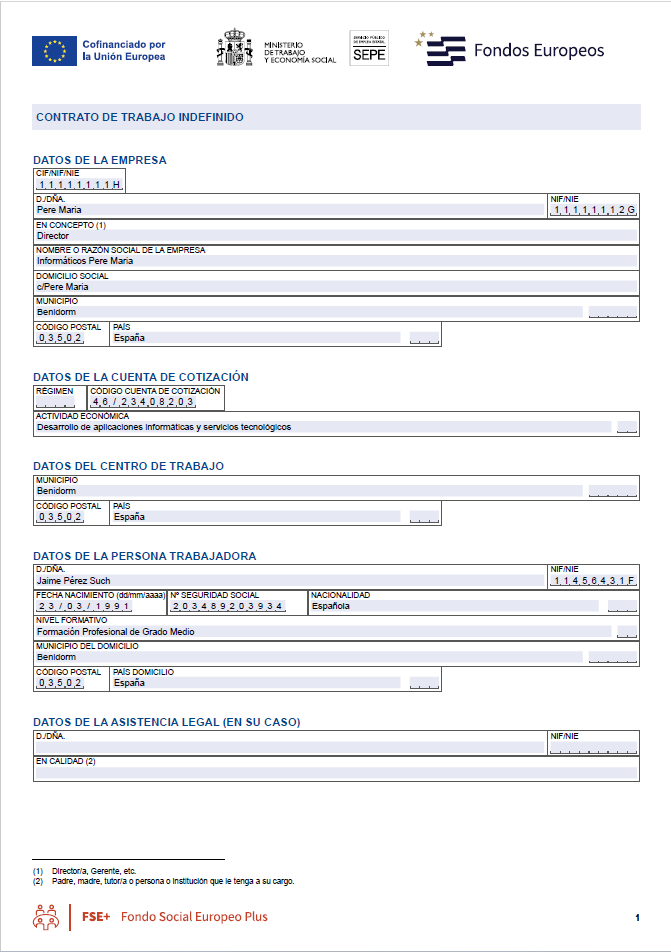 Cofinanciado por
la Unión Europea
MINISTERIO
DE TRABAJO
Y ECONOMÍA SOCIAL
SERVICIO PÚBLICO
DE EMPLEO ESTATAL
SEPE
Fondos Europeos
CONTRATO DE TRABAJO INDEFINIDO
DATOS DE LA EMPRESA
CIF/NIF/NIE
11111111H
D./DÑA. NIF/NIE
Pere Maria 11111112G
EN CONCEPTO (1)
Director
NOMBRE O RAZÓN SOCIAL DE LA EMPRESA
Informáticos Pere Maria
DOMICILIO SOCIAL
c/Pere Maria
MUNICIPIO
Benidorm
CÓDIGO POSTAL PAÍS
03502 España
DATOS DE LA CUENTA DE COTIZACIÓN
RÉGIMEN CÓDIGO CUENTA DE COTIZACIÓN
46/23408203
ACTIVIDAD ECONÓMICA
Desarrollo de aplicaciones informáticas y servicios tecnológicos
DATOS DEL CENTRO DE TRABAJO
MUNICIPIO
Benidorm
CÓDIGO POSTAL PAÍS
03502 España
DATOS DE LA PERSONA TRABAJADORA
D./DÑA. NIF/NIE
Jaime Pérez Such 11456431F
FECHA NACIMIENTO (dd/mm/aaaa) Nº SEGURIDAD SOCIAL NACIONALIDAD
23/03/1991 203489203934 Española
NIVEL FORMATIVO
Formación Profesional de Grado Medio
MUNICIPIO DEL DOMICILIO
Benidorm
CÓDIGO POSTAL PAÍS DOMICILIO
03502 España
DATOS DE LA ASISTENCIA LEGAL (EN SU CASO)
D./DÑA. NIF/NIE
EN CALIDAD (2)
(1) Director/a, Gerente, etc.
(2) Padre, madre, tutor/a o persona o institución que le tenga a su cargo.
FSE+ Fondo Social Europeo Plus
1